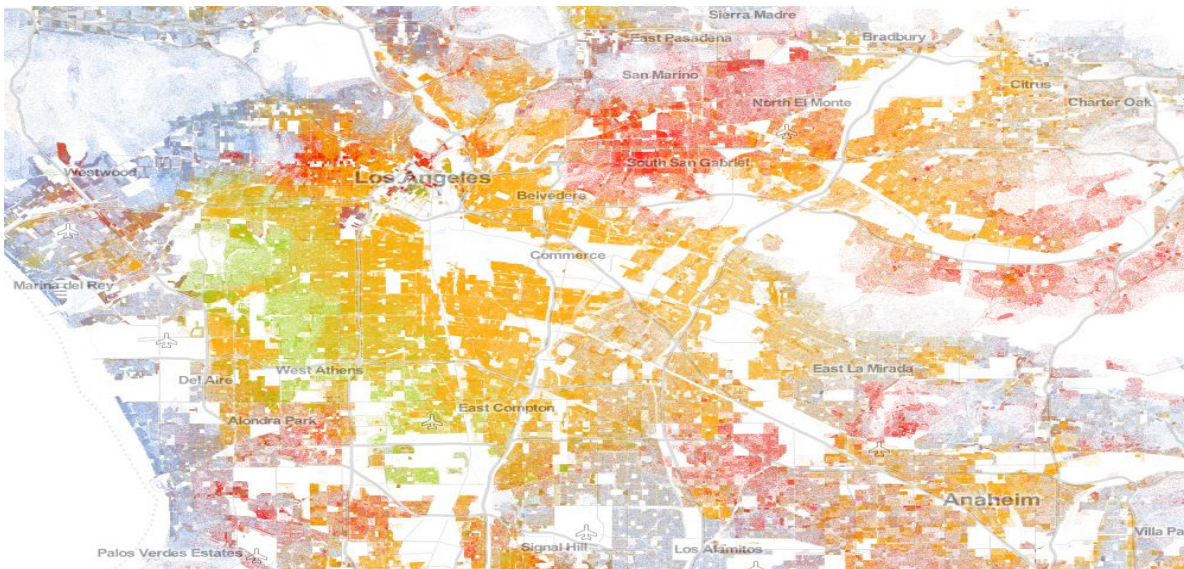 Sierra Madre
East Pasadena
Bradbury
San Marino
Citrus
North El Monte
Charter Oak
South San Gabriel
Westwood
Los Angeles
Belvedere
Commerce
Marina del Rey
West Athens
East La Mirada
Del Aire
East Compton
Alondra Park
Anaheim
Villa Pa
Palos Verdes Estates
Signal Hill
Los Alamitos